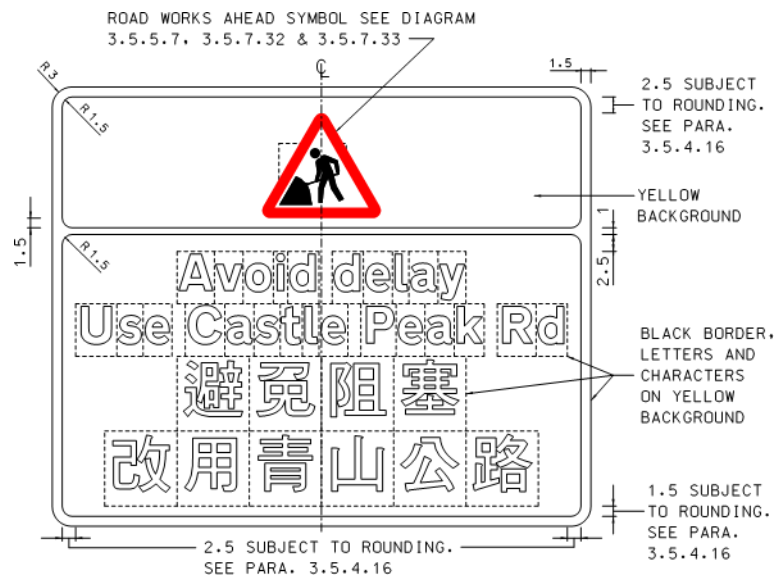 ROAD WORKS AHEAD SYMBOL SEE DIAGRAM
3.5.5.7, 3.5.7.32 & 3.5.7.33
R3
℄
1.5
R1.5
2.5 SUBJECT
TO ROUNDING.
SEE PARA.
3.5.4.16
YELLOW
BACKGROUND
1.5
1
R1.5
2.5
Avoid delay
Use Castle Peak Rd
避免阻塞
改用青山公路
BLACK BORDER,
LETTERS AND
CHARACTERS
ON YELLOW
BACKGROUND
1.5 SUBJECT
TO ROUNDING.
SEE PARA.
3.5.4.16
2.5 SUBJECT TO ROUNDING.
SEE PARA. 3.5.4.16